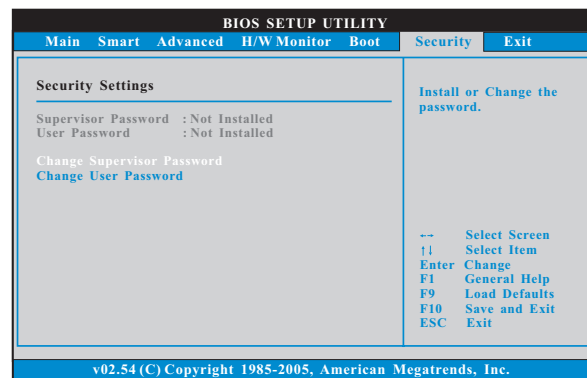 BIOS SETUP UTILITY
Main Smart Advanced H/W Monitor Boot Security Exit
Security Settings
Supervisor Password : Not Installed
User Password : Not Installed
Change Supervisor Password
Change User Password
Install or Change the
password.
←→ Select Screen
↑↓ Select Item
Enter Change
F1 General Help
F9 Load Defaults
F10 Save and Exit
ESC Exit
v02.54 (C) Copyright 1985-2005, American Megatrends, Inc.